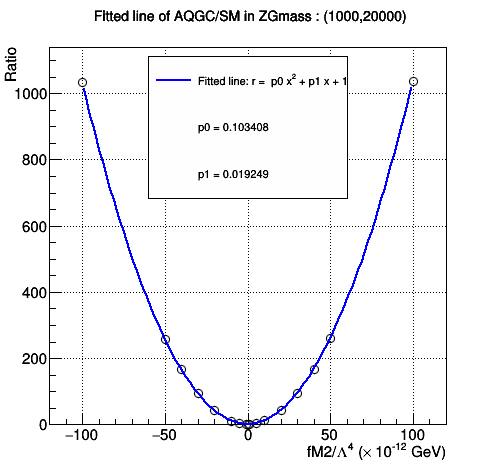 FItted line of AQGC/SM in ZGmass : (1000,20000)
Ratio
Fitted line: r = p0 x² + p1 x + 1
p0 = 0.103408
p1 = 0.019249
1000
800
600
400
200
0
−100 −50 0 50 100
fM2/Λ⁴ (× 10⁻¹² GeV)